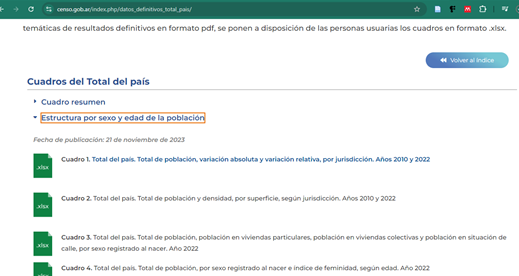 censo.gob.ar/index.php/datos_definitivos_total_pais/
temáticas de resultados definitivos en formato pdf, se ponen a disposición de las personas usuarias los cuadros en formato .xlsx.
Volver al índice
Cuadros del Total del país
Cuadro resumen
Estructura por sexo y edad de la población
Fecha de publicación: 21 de noviembre de 2023
.xlsx
Cuadro 1. Total del país. Total de población, variación absoluta y variación relativa, por jurisdicción. Años 2010 y 2022
.xlsx
Cuadro 2. Total del país. Total de población y densidad, por superficie, según jurisdicción. Años 2010 y 2022
.xlsx
Cuadro 3. Total del país. Total de población, población en viviendas particulares, población en viviendas colectivas y población en situación de
calle, por sexo registrado al nacer. Año 2022
.xlsx
Cuadro 4. Total del país. Total de población, por sexo registrado al nacer e índice de feminidad, según edad. Año 2022